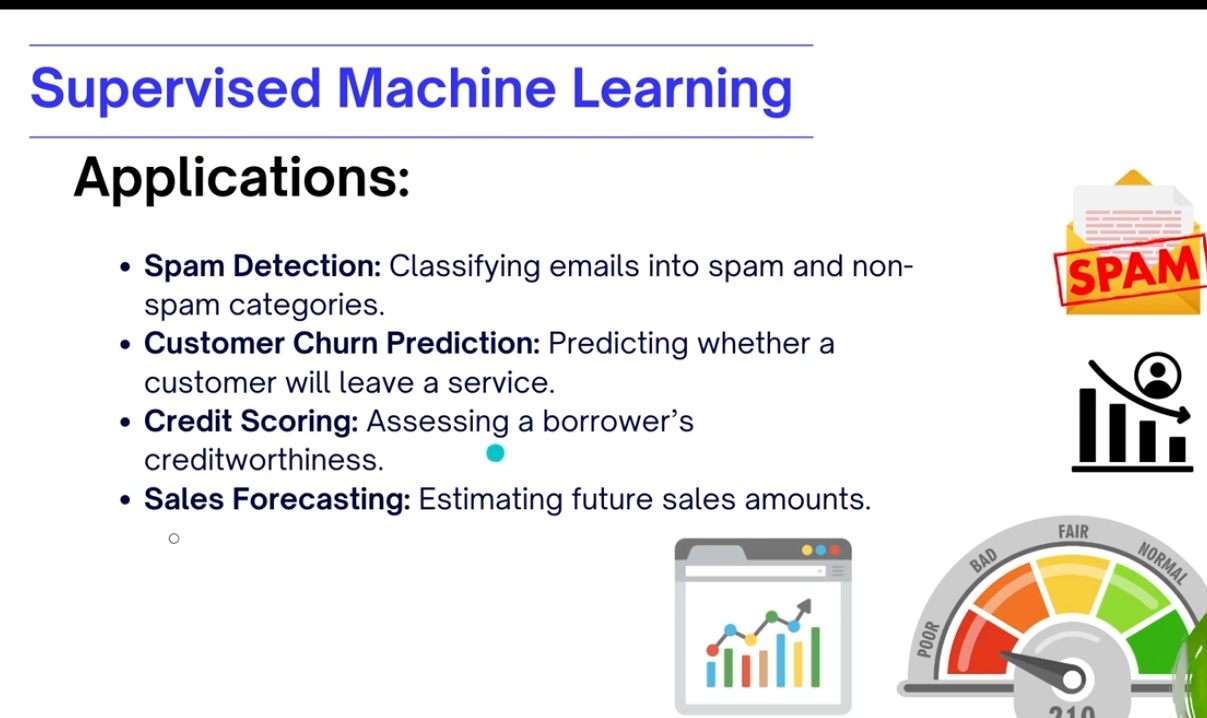 Supervised Machine Learning
Applications:
• Spam Detection: Classifying emails into spam and non-
spam categories.
• Customer Churn Prediction: Predicting whether a
customer will leave a service.
• Credit Scoring: Assessing a borrower’s
creditworthiness.
• Sales Forecasting: Estimating future sales amounts.
SPAM
POOR
BAD
FAIR
NORMAL
210